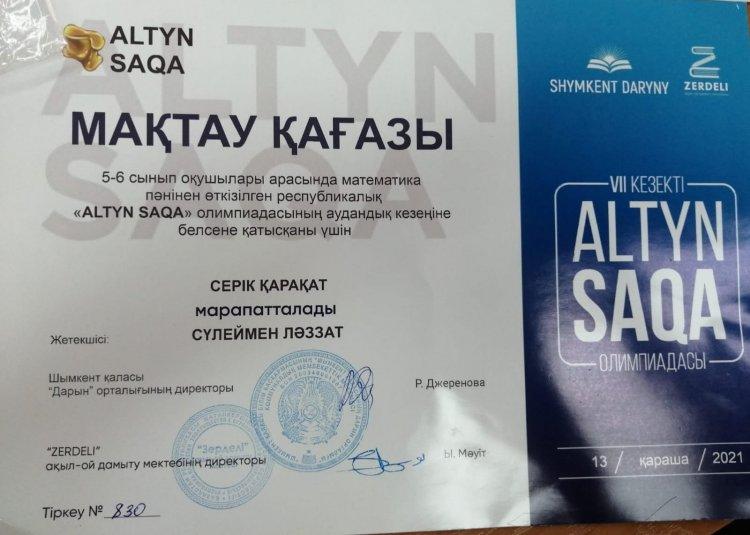 ALTYN
SAQA
МАҚТАУ ҚАҒАЗЫ
5-6 сынып оқушылары арасында математика
пәнінен өткізілген республикалық
«ALTYN SAQA» олимпиадасының аудандық кезеңіне
белсене қатысқаны үшін
СЕРІК ҚАРАҚАТ
марапатталады
Жетекшісі:
СҮЛЕЙМЕН ЛӘЗЗАТ
Шымкент қаласы
"Дарын" орталығының директоры
Р. Джеренова
"Зерделі"
"ZERDELI"
ақыл-ой дамыту мектебінің директоры
Ы. Мәуіт
Тіркеу № 830
SHYMKENT DARYNY
ZERDELI
VII КЕЗЕКТІ
ALTYN
SAQA
ОЛИМПИАДАСЫ
13 / қараша / 2021